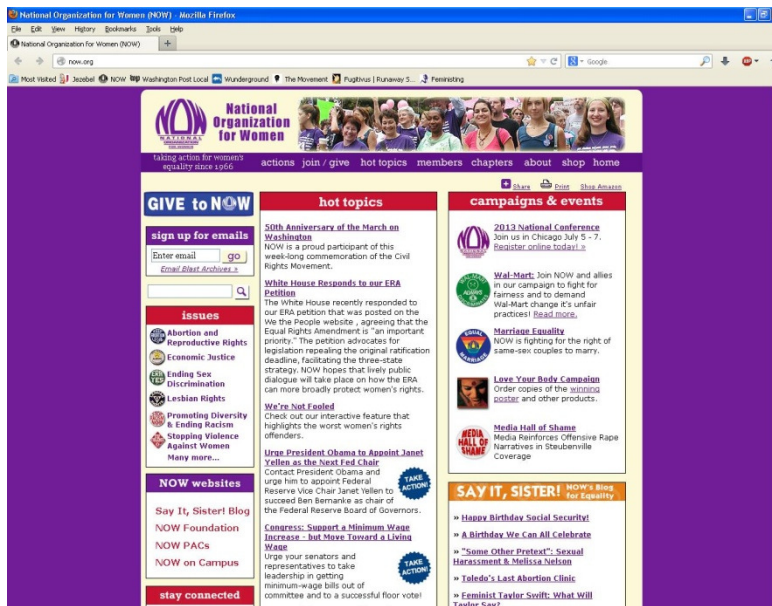 National Organization for Women (NOW) - Mozilla Firefox
File Edit View History Bookmarks Tools Help
National Organization for Women (NOW)
now.org
Google
Most Visited Jezebel NOW Washington Post Local Wunderground The Movement Pugtivus | Runaway S... Feministing
NOW
NATIONAL
National
Organization
for Women
taking action for women's
equality since 1966
actions join / give hot topics members chapters about shop home
Share Print Shop Amazon
GIVE to NOW
sign up for emails
Enter email go
Email Blast Archives >
issues
Abortion and
Reproductive Rights
Economic Justice
Ending Sex
Discrimination
Lesbian Rights
Promoting Diversity
& Ending Racism
Stopping Violence
Against Women
Many more...
NOW websites
Say It, Sister! Blog
NOW Foundation
NOW PACs
NOW on Campus
stay connected
hot topics
50th Anniversary of the March on
Washington
NOW is a proud participant of this
week-long commemoration of the Civil
Rights Movement.
White House Responds to our ERA
Petition
The White House recently responded to
our ERA petition that was posted on the
We the People website , agreeing that the
Equal Rights Amendment is "an important
priority." The petition advocates for
legislation repealing the original ratification
deadline, facilitating the three-state
strategy. NOW hopes that lively public
dialogue will take place on how the ERA
can more broadly protect women's rights.
We're Not Fooled
Check out our interactive feature that
highlights the worst women's rights
offenders.
Urge President Obama to Appoint Janet
Yellen as the Next Fed Chair
Contact President Obama and
urge him to appoint Federal
Reserve Vice Chair Janet Yellen to
succeed Ben Bernanke as chair of
the Federal Reserve Board of Governors.
TAKE
ACTION!
Congress: Support a Minimum Wage
Increase - but Move Toward a Living
Wage
Urge your senators and
representatives to take
leadership in getting
minimum-wage bills out of
committee and to a successful floor vote!
TAKE
ACTION!
campaigns & events
2013 National Conference
Join us in Chicago July 5 - 7.
Register online today! »
Wal-Mart: Join NOW and allies
in our campaign to fight for
fairness and to demand
Wal-Mart change it's unfair
practices! Read more.
WAL-MART
ALWAYS
EQUAL
MARRIAGE
Marriage Equality
NOW is fighting for the right of
same-sex couples to marry.
Love Your Body Campaign
Order copies of the winning
poster and other products.
MEDIA
HALL OF
SHAME
Media Hall of Shame
Media Reinforces Offensive Rape
Narratives in Steubenville
Coverage
SAY IT, SISTER! NOW's Blog
for Equality
» Happy Birthday Social Security!
» A Birthday We Can All Celebrate
» "Some Other Pretext": Sexual
Harassment & Melissa Nelson
» Toledo's Last Abortion Clinic
» Feminist Taylor Swift: What Will
Taylor Say?